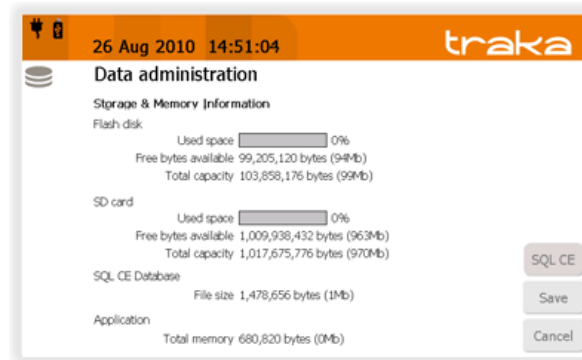 26 Aug 2010 14:51:04
traka
Data administration
Storage & Memory Information
Flash disk
Used space 0%
Free bytes available 99,205,120 bytes (94Mb)
Total capacity 103,858,176 bytes (99Mb)
SD card
Used space 0%
Free bytes available 1,009,938,432 bytes (963Mb)
Total capacity 1,017,675,776 bytes (970Mb)
SQL CE
SQL CE Database
File size 1,478,656 bytes (1Mb)
Save
Application
Total memory 680,820 bytes (0Mb)
Cancel